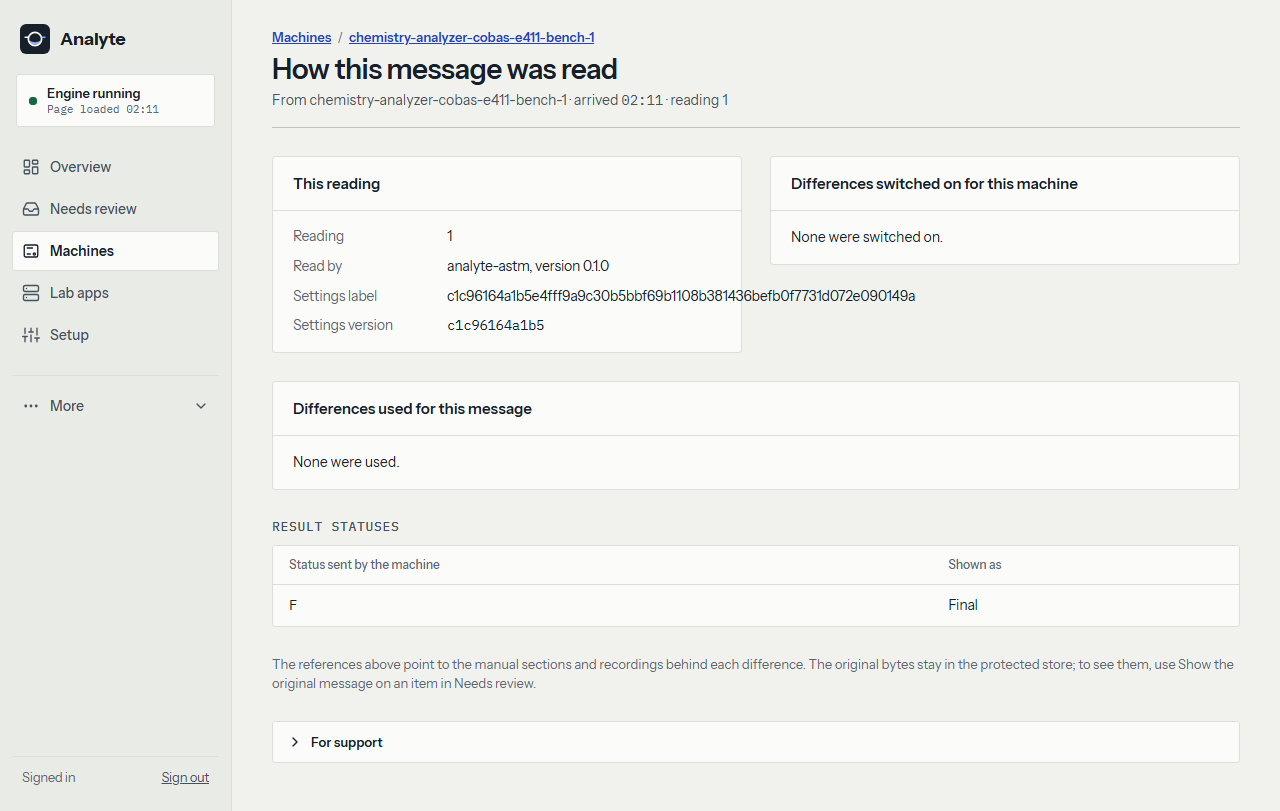 Analyte
Engine running
Page loaded 02:11
Overview
Needs review
Machines
Lab apps
Setup
More
Signed in
Sign out
Machines / chemistry-analyzer-cobas-e411-bench-1
How this message was read
From chemistry-analyzer-cobas-e411-bench-1 · arrived 02:11 · reading 1
This reading
Reading 1
Read by analyte-astm, version 0.1.0
Settings label c1c96164a1b5e4fff9a9c30b5bbf69b1108b381436befb0f7731d072e090149a
Settings version c1c96164a1b5
Differences switched on for this machine
None were switched on.
Differences used for this message
None were used.
RESULT STATUSES
Status sent by the machine Shown as
F Final
The references above point to the manual sections and recordings behind each difference. The original bytes stay in the protected store; to see them, use Show the
original message on an item in Needs review.
For support